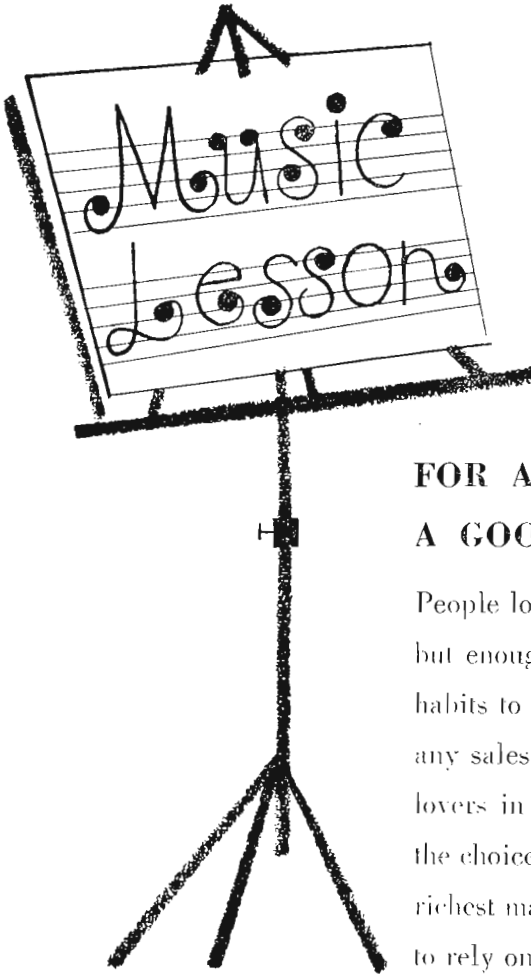 Music
Lesson
FOR A
A GOO
People lo
but enoug
habits to
any sales
lovers in
the choice
richest ma
to rely on